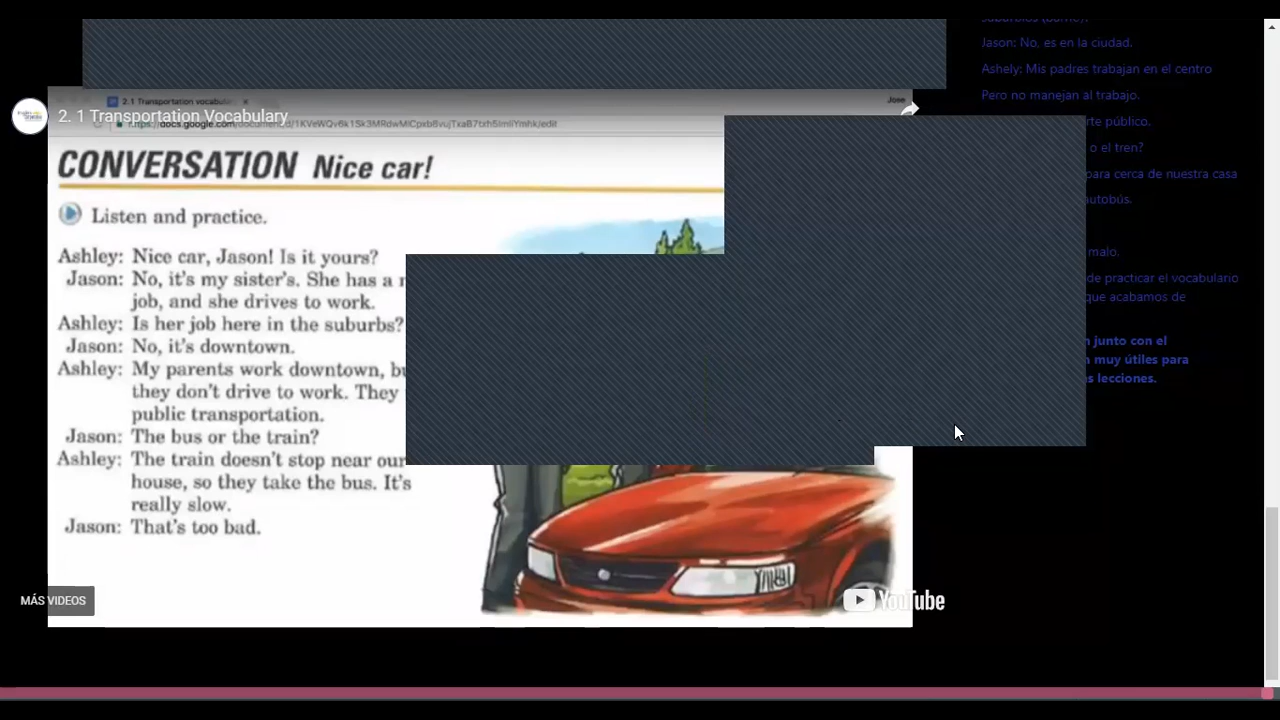 Jason: No, es en la ciudad.
Ashely: Mis padres trabajan en el centro
Pero no manejan al trabajo.
público.
o el tren?
para cerca de nuestra casa
malo.
de practicar el vocabulario
que acabamos de
junto con el
muy útiles para
lecciones.
2.1 Transportation vocabula
Jose
2. 1 Transportation Vocabulary
CONVERSATION Nice car!
Listen and practice.
Ashley: Nice car, Jason! Is it yours?
Jason: No, it's my sister's. She has a
job, and she drives to work.
Ashley: Is her job here in the suburbs?
Jason: No, it's downtown.
Ashley: My parents work downtown,
they don't drive to work. They
public transportation.
Jason: The bus or the train?
Ashley: The train doesn't stop near our
house, so they take the bus. It's
really slow.
Jason: That's too bad.
MÁS VIDEOS
YouTube